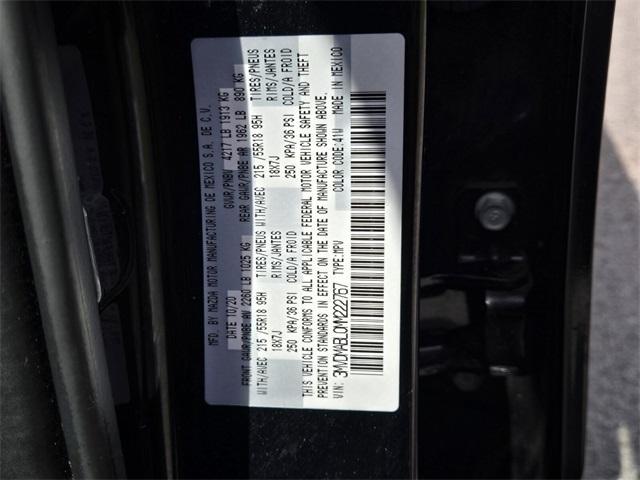 MFD. BY MAZDA MOTOR MANUFACTURING DE MEXICO S.A. DE C.V.
DATE 10/20 GVWR/PNBV 4217 LB 1913 KG
FRONT GAWR/PNBE AV 2260 LB 1025 KG REAR GAWR/PNBE AR 1962 LB 890 KG
WITH/AVEC 215 /55R18 95H TIRES/PNEUS WITH/AVEC 215 /55R18 95H TIRES/PNEUS
18X7J RIMS/JANTES 18X7J RIMS/JANTES
250 KPA/36 PSI COLD/A FROID 250 KPA/36 PSI COLD/A FROID
THIS VEHICLE CONFORMS TO ALL APPLICABLE FEDERAL MOTOR VEHICLE SAFETY AND THEFT
PREVENTION STANDARDS IN EFFECT ON THE DATE OF MANUFACTURE SHOWN ABOVE.
VIN: 3MVDMABL0MM222767 TYPE:MPV COLOR CODE:41W MADE IN MEXICO